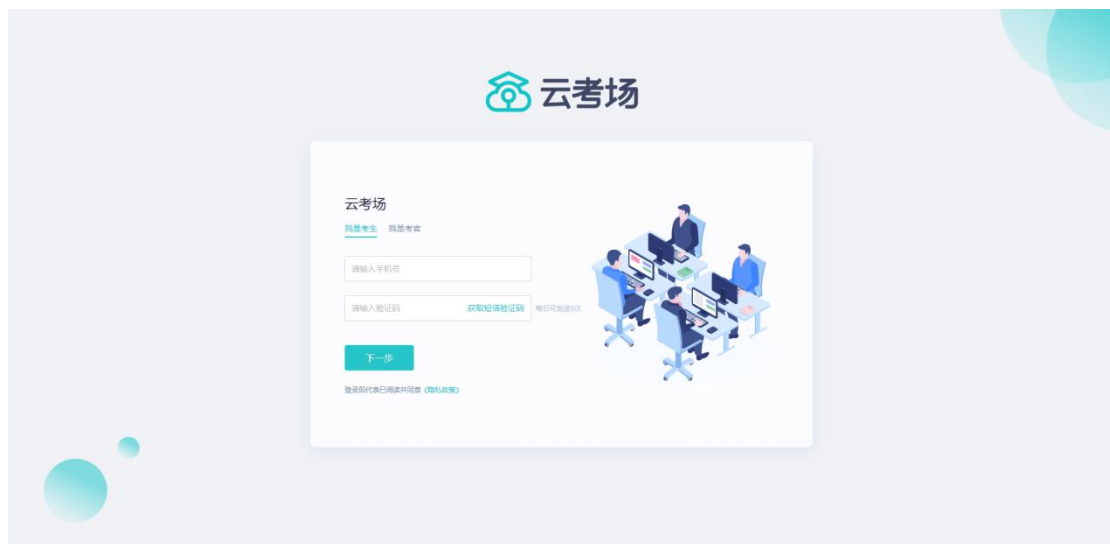 云考场
云考场
我是考生 我是考官
请输入手机号
请输入验证码 获取短信验证码 每日可发送5次
下一步
登录即代表已阅读并同意《隐私政策》